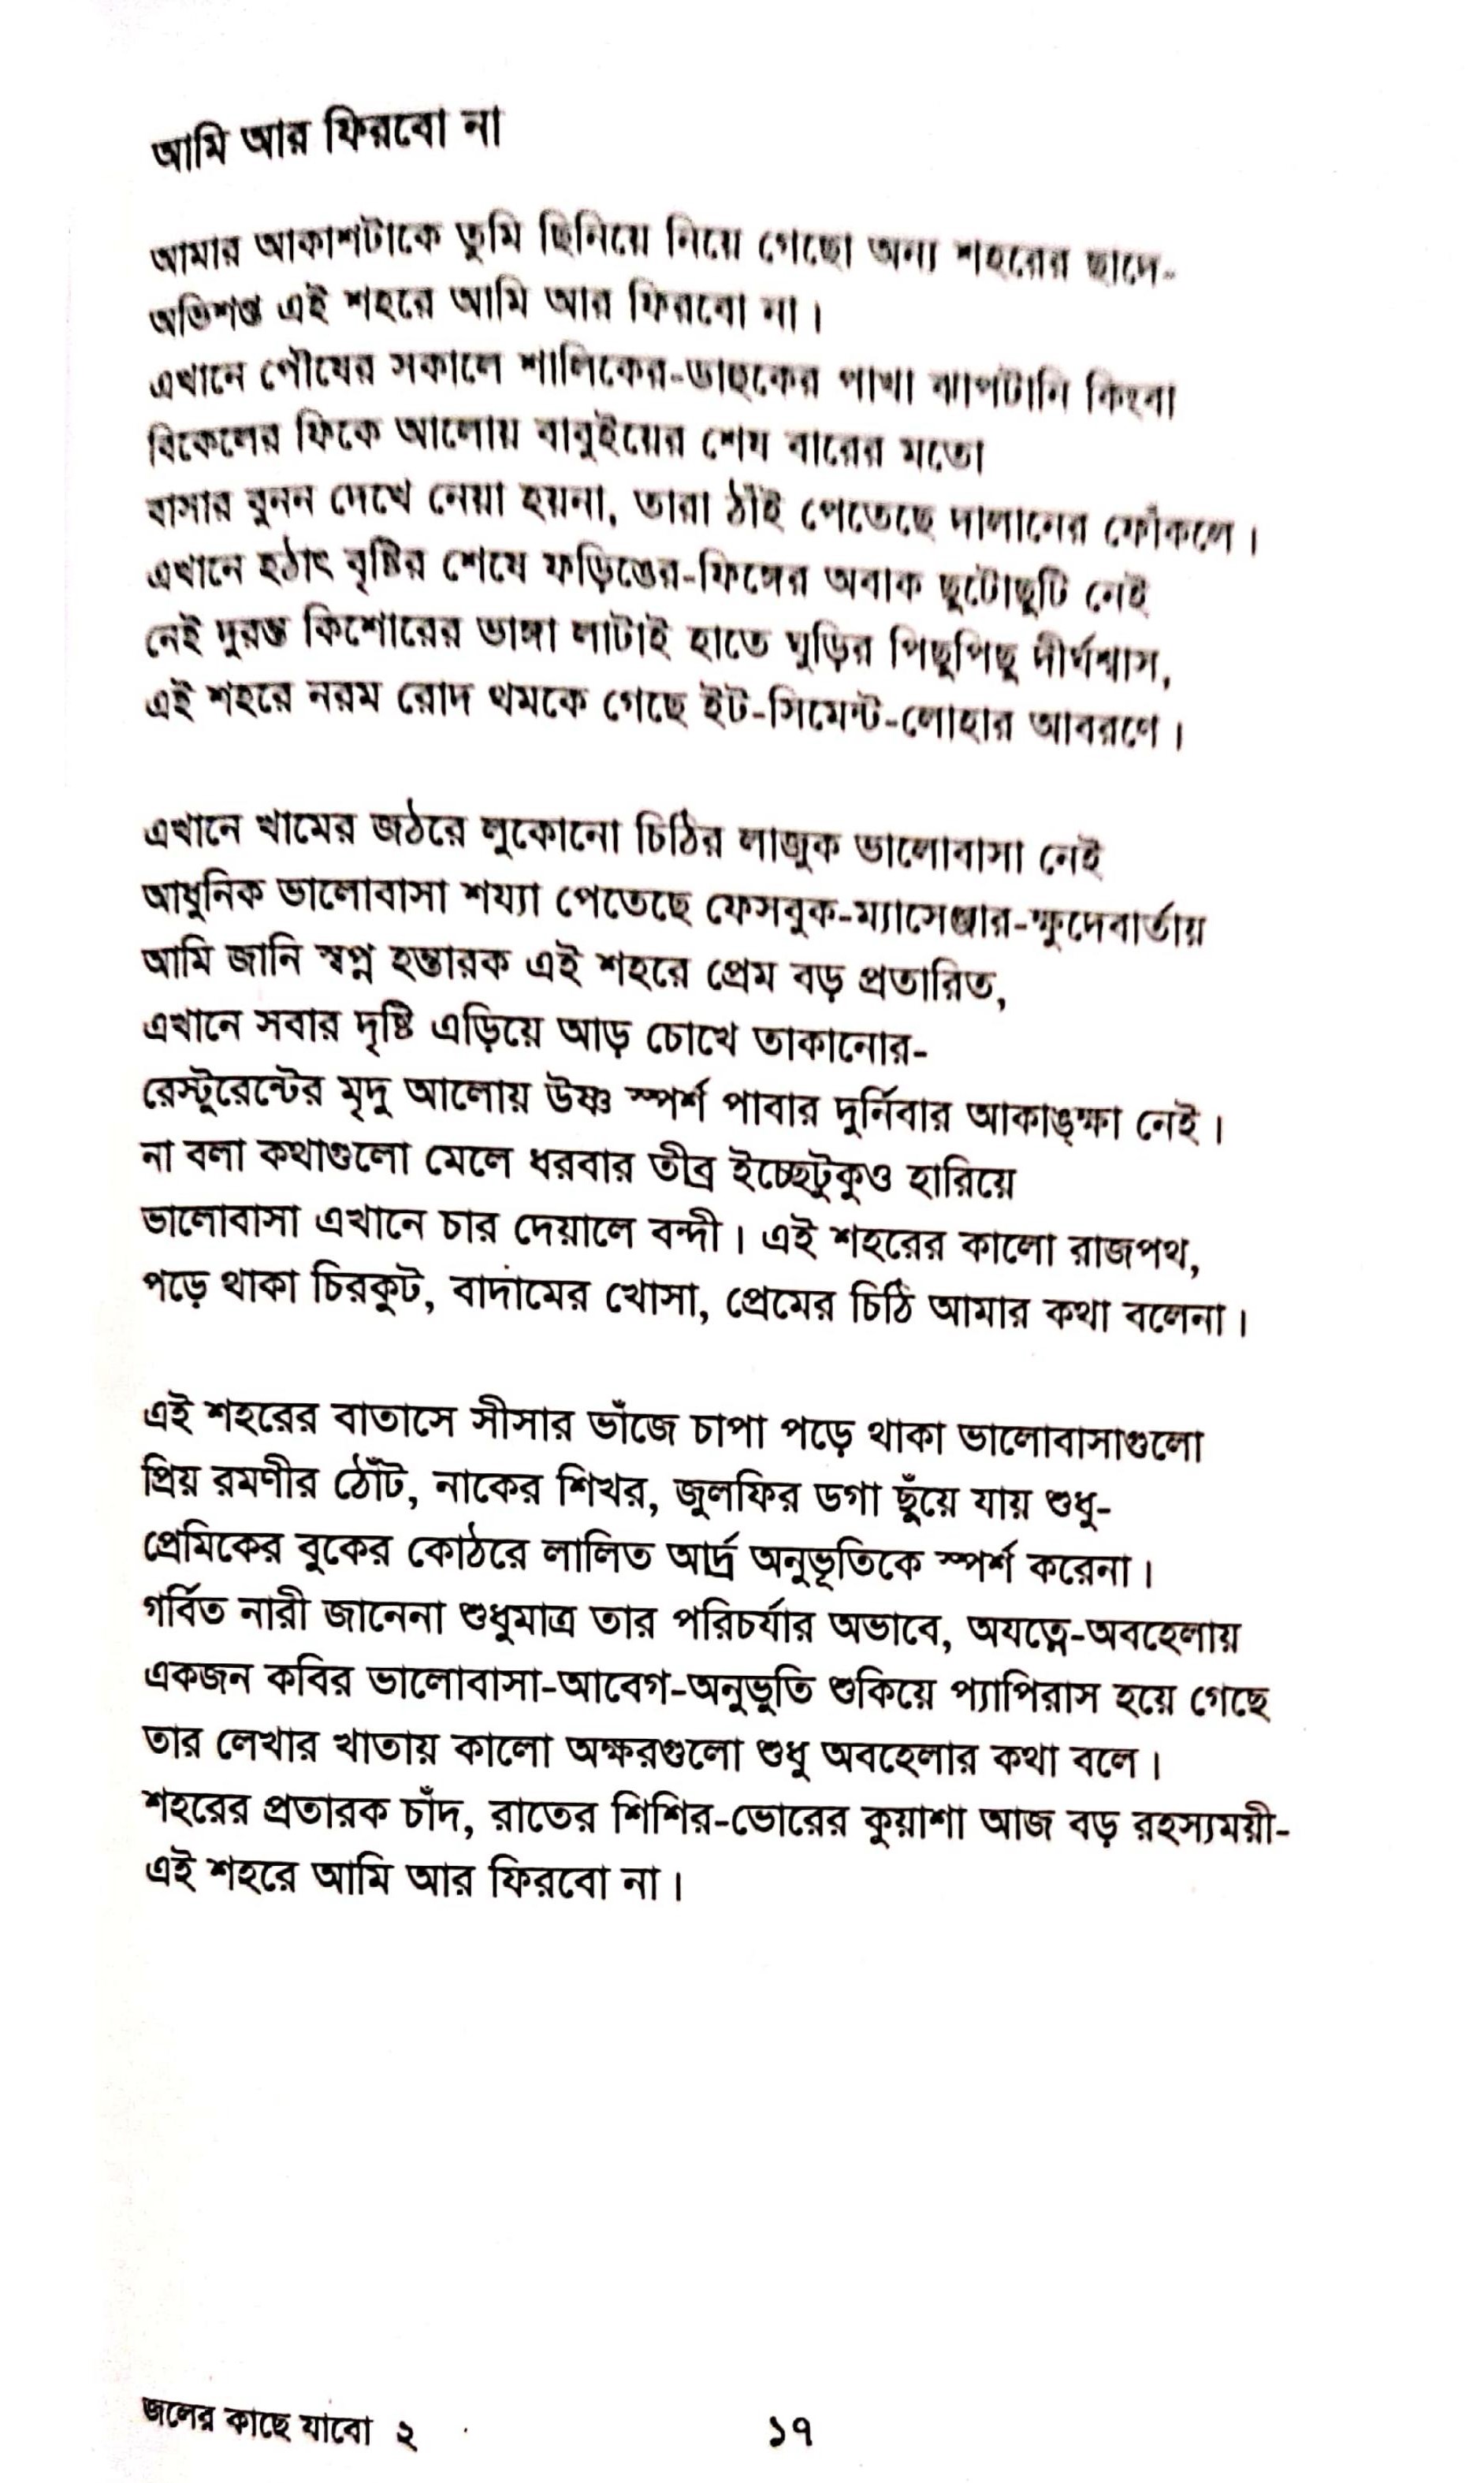 আমি আর ফিরবো না
আমার আকাশটাকে তুমি ছিনিয়ে নিয়ে গেছো অন্য শহরের ছাদে-
অভিশপ্ত এই শহরে আমি আর ফিরবো না।
এখানে পৌষের সকালে শালিকের-ডাহুকের পাখা ঝাপটানি কিংবা
বিকেলের ফিকে আলোয় বাবুইয়ের শেষ বারের মতো
বাসার বুনন দেখে নেয়া হয়না, তারা ঠাঁই পেতেছে দালানের ফোঁকলে।
এখানে হঠাৎ বৃষ্টির শেষে ফড়িঙের-ফিঙ্গের অবাক ছুটোছুটি নেই
নেই দুরন্ত কিশোরের ভাঙ্গা লাটাই হাতে ঘুড়ির পিছুপিছু দীর্ঘশ্বাস,
এই শহরে নরম রোদ থমকে গেছে ইট-সিমেন্ট-লোহার আবরণে।
এখানে খামের জঠরে লুকোনো চিঠির লাজুক ভালোবাসা নেই
আধুনিক ভালোবাসা শয্যা পেতেছে ফেসবুক-ম্যাসেঞ্জার-ক্ষুদেবার্তায়
আমি জানি স্বপ্ন হন্তারক এই শহরে প্রেম বড় প্রতারিত,
এখানে সবার দৃষ্টি এড়িয়ে আড় চোখে তাকানোর-
রেস্টুরেন্টের মৃদু আলোয় উষ্ণ স্পর্শ পাবার দুর্নিবার আকাঙ্ক্ষা নেই।
না বলা কথাগুলো মেলে ধরবার তীব্র ইচ্ছেটুকুও হারিয়ে
ভালোবাসা এখানে চার দেয়ালে বন্দী। এই শহরের কালো রাজপথ,
পড়ে থাকা চিরকুট, বাদামের খোসা, প্রেমের চিঠি আমার কথা বলেনা।
এই শহরের বাতাসে সীসার ভাঁজে চাপা পড়ে থাকা ভালোবাসাগুলো
প্রিয় রমণীর ঠোঁট, নাকের শিখর, জুলফির ডগা ছুঁয়ে যায় শুধু-
প্রেমিকের বুকের কোঠরে লালিত আর্দ্র অনুভূতিকে স্পর্শ করেনা।
গর্বিত নারী জানেনা শুধুমাত্র তার পরিচর্যার অভাবে, অযত্নে-অবহেলায়
একজন কবির ভালোবাসা-আবেগ-অনুভুতি শুকিয়ে প্যাপিরাস হয়ে গেছে
তার লেখার খাতায় কালো অক্ষরগুলো শুধু অবহেলার কথা বলে।
শহরের প্রতারক চাঁদ, রাতের শিশির-ভোরের কুয়াশা আজ বড় রহস্যময়ী-
এই শহরে আমি আর ফিরবো না।
জলের কাছে যাবো ২ ১৭